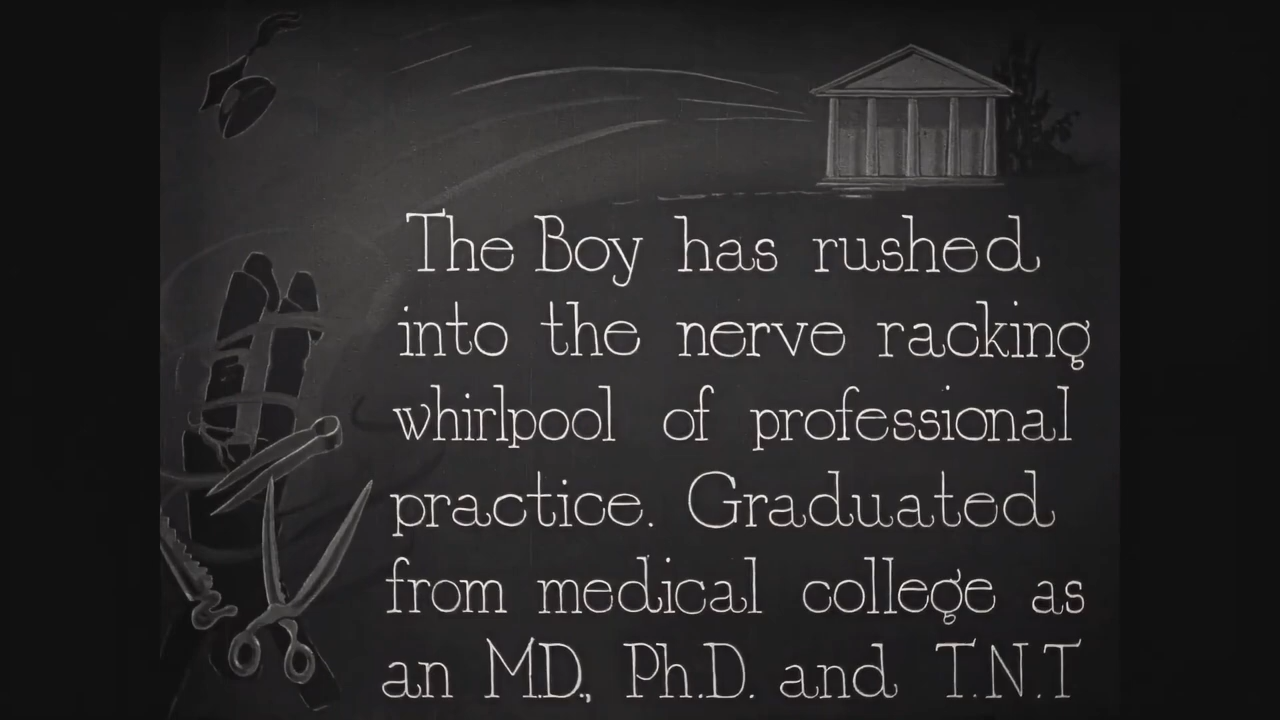 The Boy has rushed
into the nerve racking
whirlpool of professional
practice. Graduated
from medical college as
an M.D., Ph.D. and T.N.T